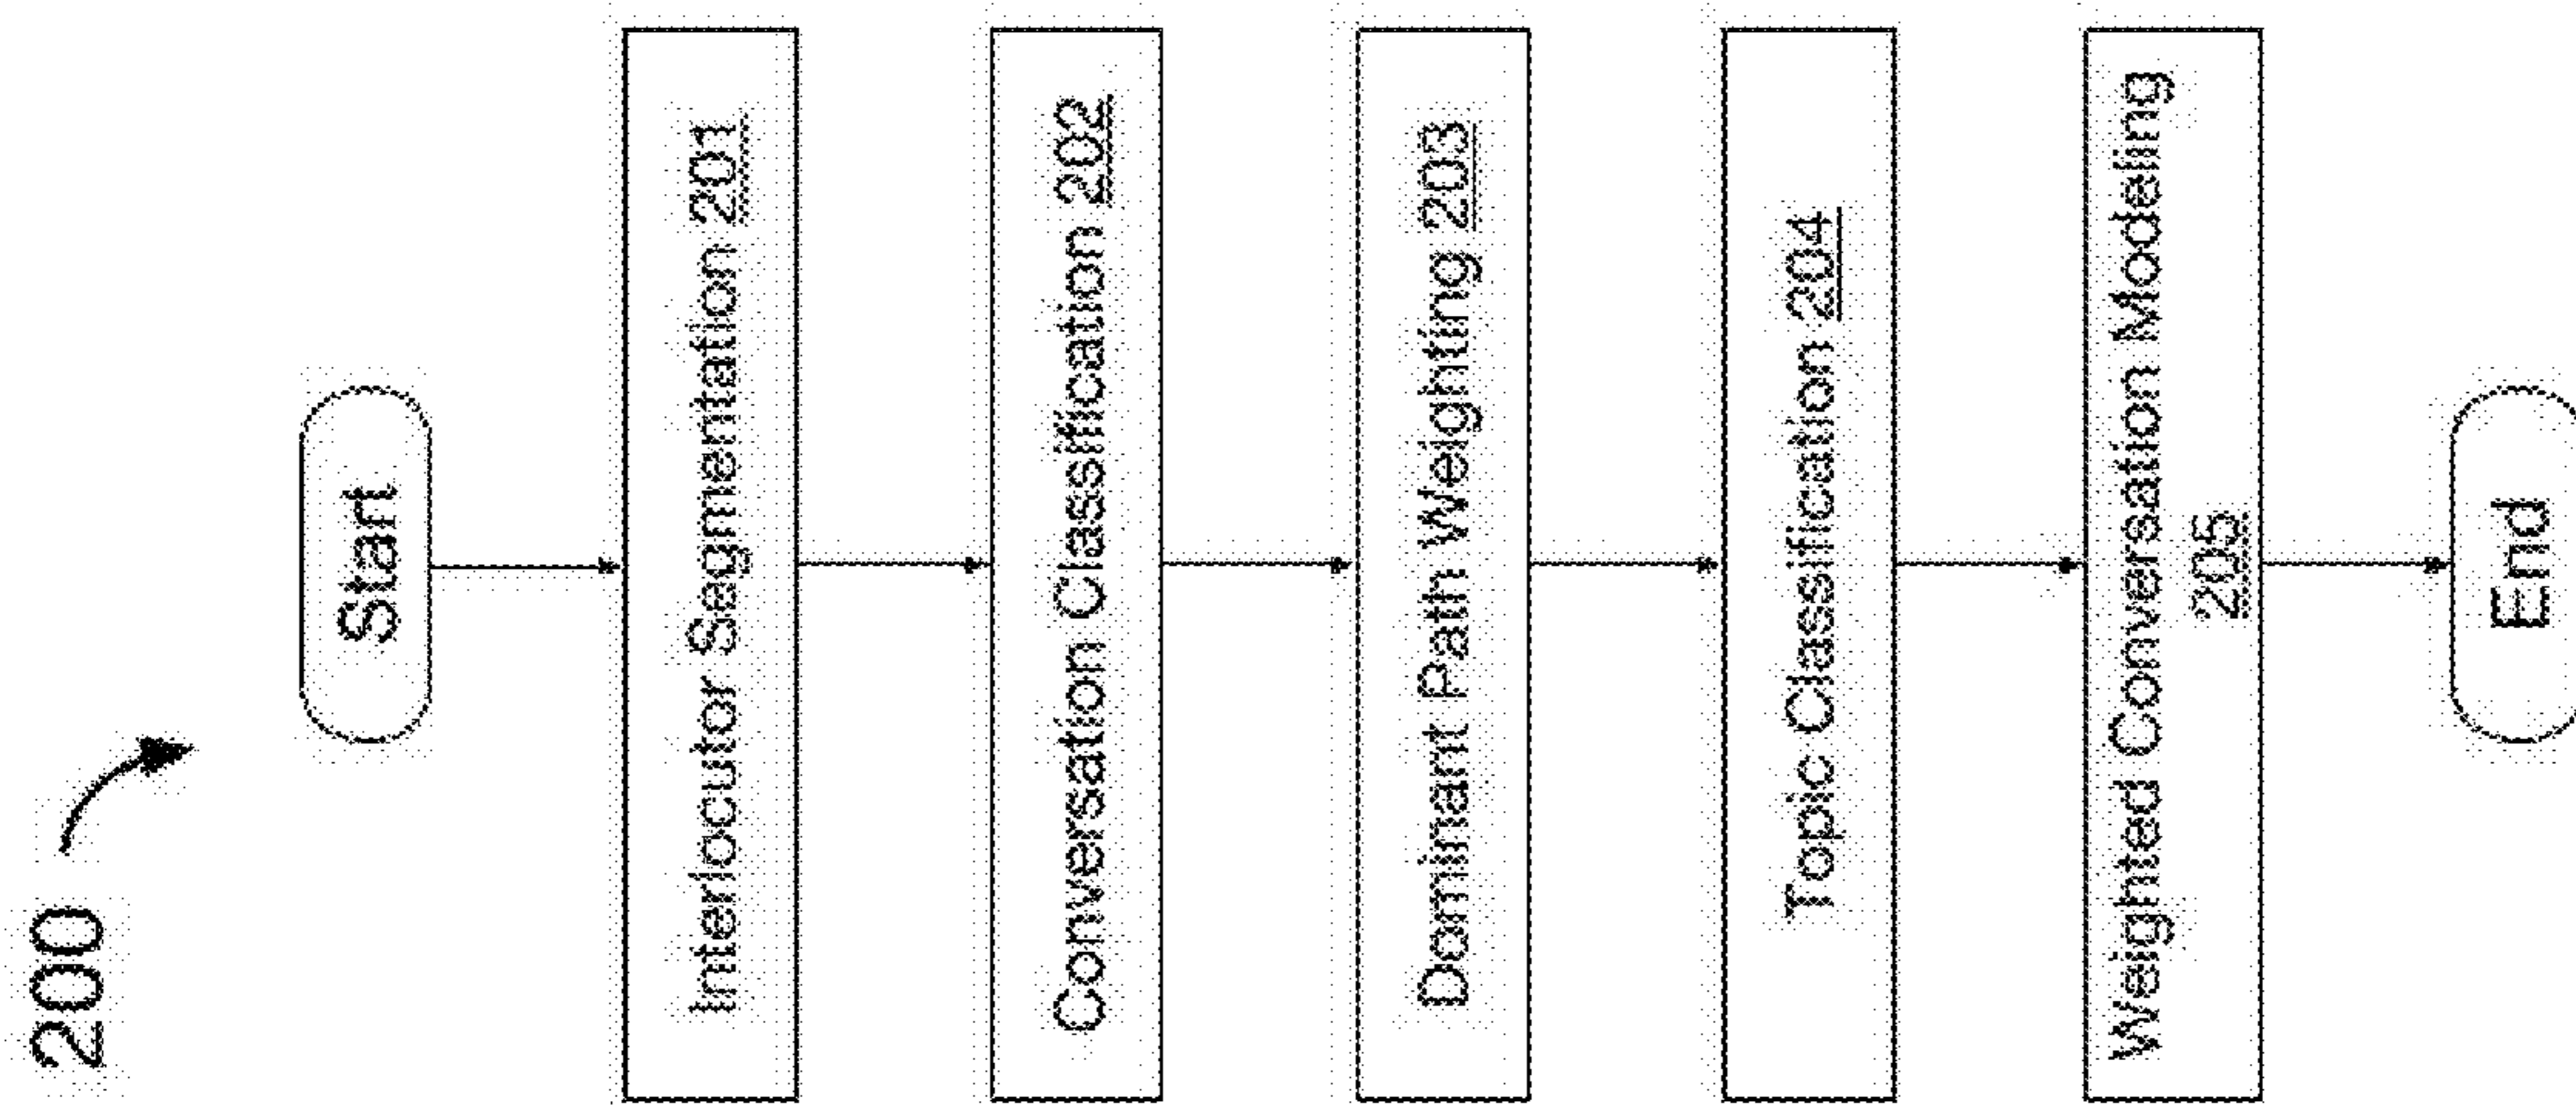 200
Start
Interlocutor Segmentation 201
Conversation Classification 202
Dominant Path Weighting 203
Topic Classification 204
Weighted Conversation Modeling
205
End